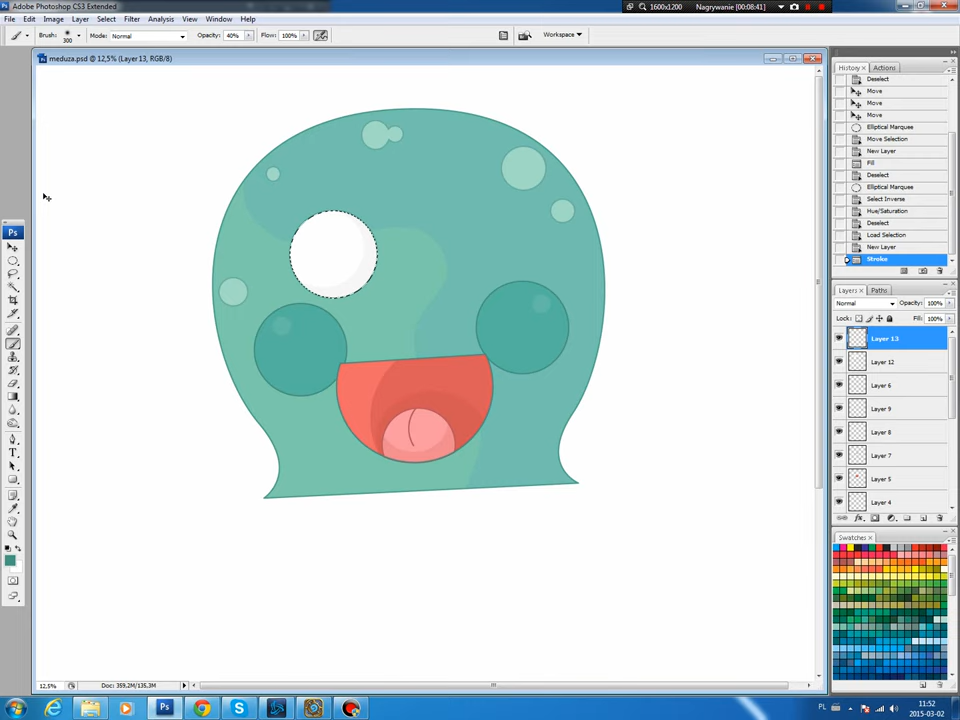 Adobe Photoshop CS3 Extended
1600x1200
Nagrywanie [00:08:41]
File Edit Image Layer Select Filter Analysis View Window Help
Brush:
300
Mode: Normal
Opacity: 40%
Flow: 100%
Workspace
meduza.psd @ 12,5% (Layer 13, RGB/8)
Ps
12,5%
Doc: 359,2M/135,3M
History Actions
Deselect
Move
Move
Move
Elliptical Marquee
Move Selection
New Layer
Fill
Deselect
Elliptical Marquee
Select Inverse
Hue/Saturation
Deselect
Load Selection
New Layer
Stroke
Layers Paths
Normal
Opacity: 100%
Lock:
Fill: 100%
Layer 13
Layer 12
Layer 6
Layer 9
Layer 8
Layer 7
Layer 5
Layer 4
Swatches
PL
11:52
2015-03-02